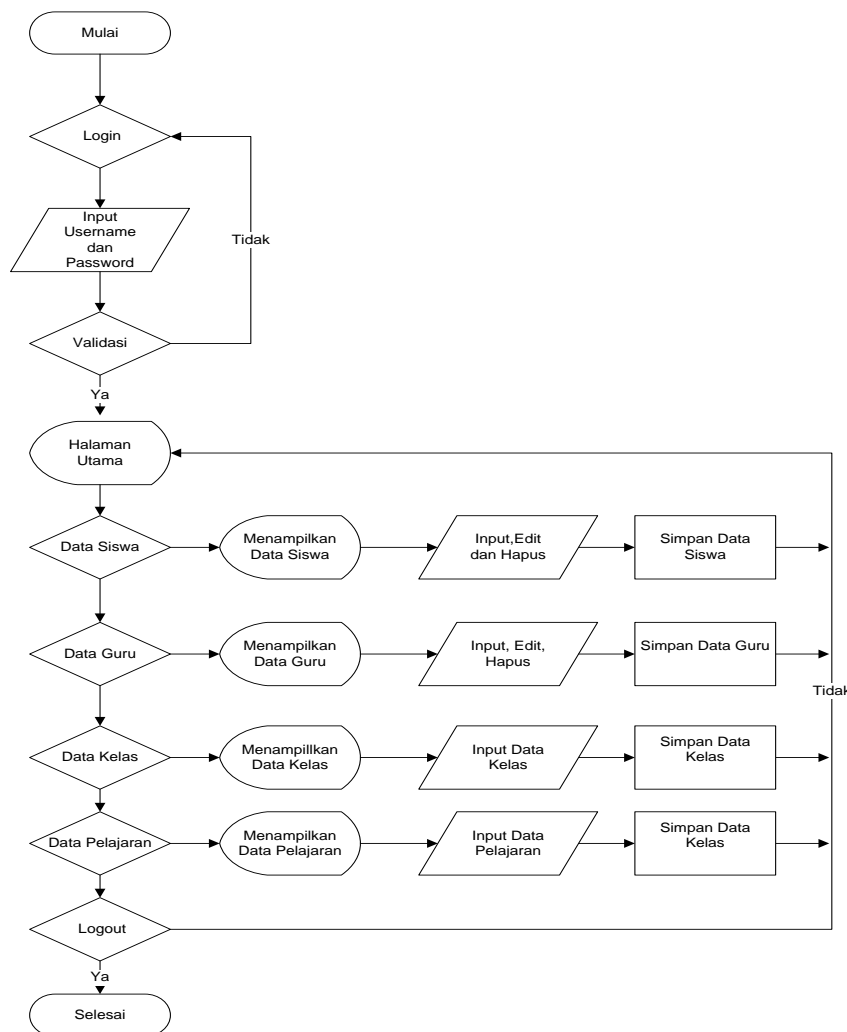 Mulai
Login
Input
Username
dan
Password
Tidak
Validasi
Ya
Halaman
Utama
Data Siswa
Menampilkan
Data Siswa
Input,Edit
dan Hapus
Simpan Data
Siswa
Data Guru
Menampilkan
Data Guru
Input, Edit,
Hapus
Simpan Data Guru
Tidak
Data Kelas
Menampillkan
Data Kelas
Input Data
Kelas
Simpan Data
Kelas
Data Pelajaran
Menampilkan
Data Pelajaran
Input Data
Pelajaran
Simpan Data
Kelas
Logout
Ya
Selesai